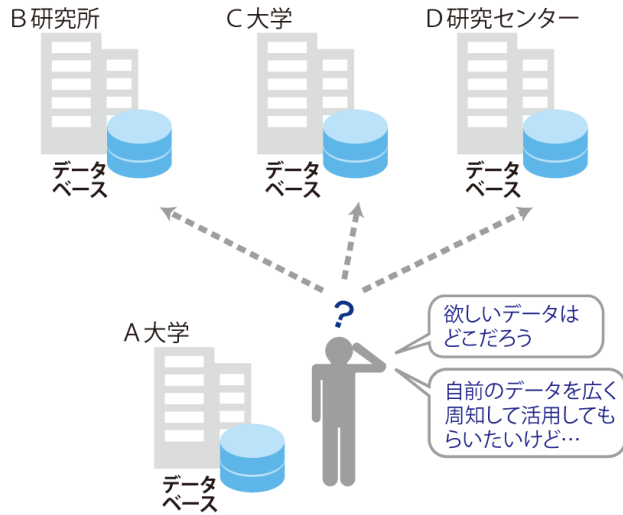 B研究所
C大学
D研究センター
データ
ベース
データ
ベース
データ
ベース
?
A大学
欲しいデータは
どこだろう
自前のデータを広く
周知して活用しても
らいたいけど…
データ
ベース